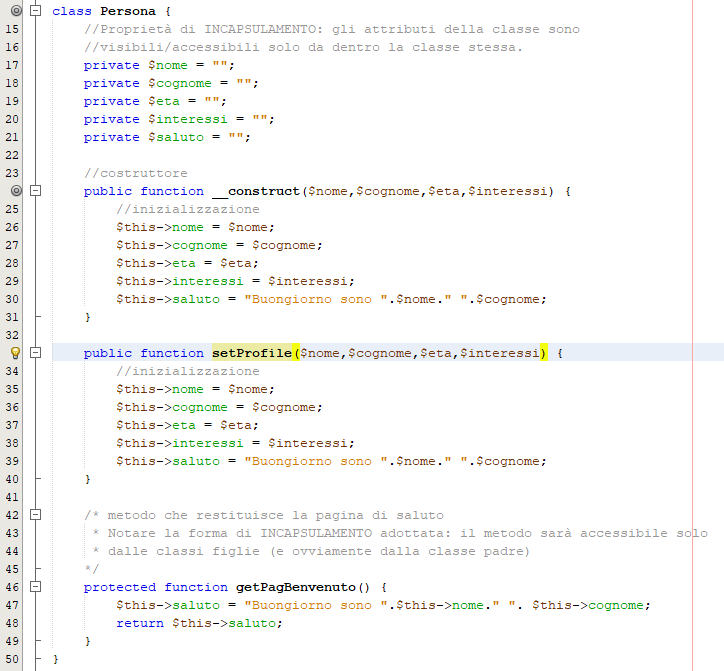 class Persona {
15 //Proprietà di INCAPSULAMENTO: gli attributi della classe sono
16 //visibili/accessibili solo da dentro la classe stessa.
17 private $nome = "";
18 private $cognome = "";
19 private $eta = "";
20 private $interessi = "";
21 private $saluto = "";
22
23 //costruttore
public function __construct($nome,$cognome,$eta,$interessi) {
25 //inizializzazione
26 $this->nome = $nome;
27 $this->cognome = $cognome;
28 $this->eta = $eta;
29 $this->interessi = $interessi;
30 $this->saluto = "Buongiorno sono ".$nome." ".$cognome;
31 }
32
public function setProfile($nome,$cognome,$eta,$interessi) {
34 //inizializzazione
35 $this->nome = $nome;
36 $this->cognome = $cognome;
37 $this->eta = $eta;
38 $this->interessi = $interessi;
39 $this->saluto = "Buongiorno sono ".$nome." ".$cognome;
40 }
41
42 /* metodo che restituisce la pagina di saluto
43 * Notare la forma di INCAPSULAMENTO adottata: il metodo sarà accessibile solo
44 * dalle classi figlie (e ovviamente dalla classe padre)
45 */
46 protected function getPagBenvenuto() {
47 $this->saluto = "Buongiorno sono ".$this->nome." ". $this->cognome;
48 return $this->saluto;
49 }
50 }